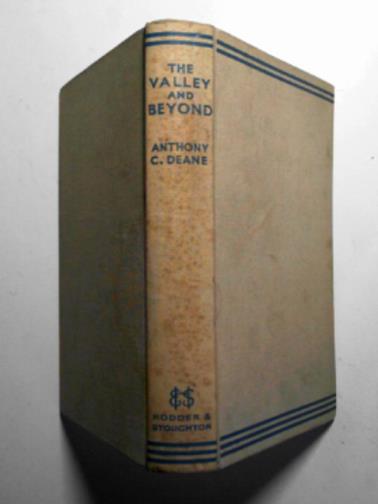 THE
VALLEY
AND
BEYOND
ANTHONY
C. DEANE
HODDER &
STOUGHTON